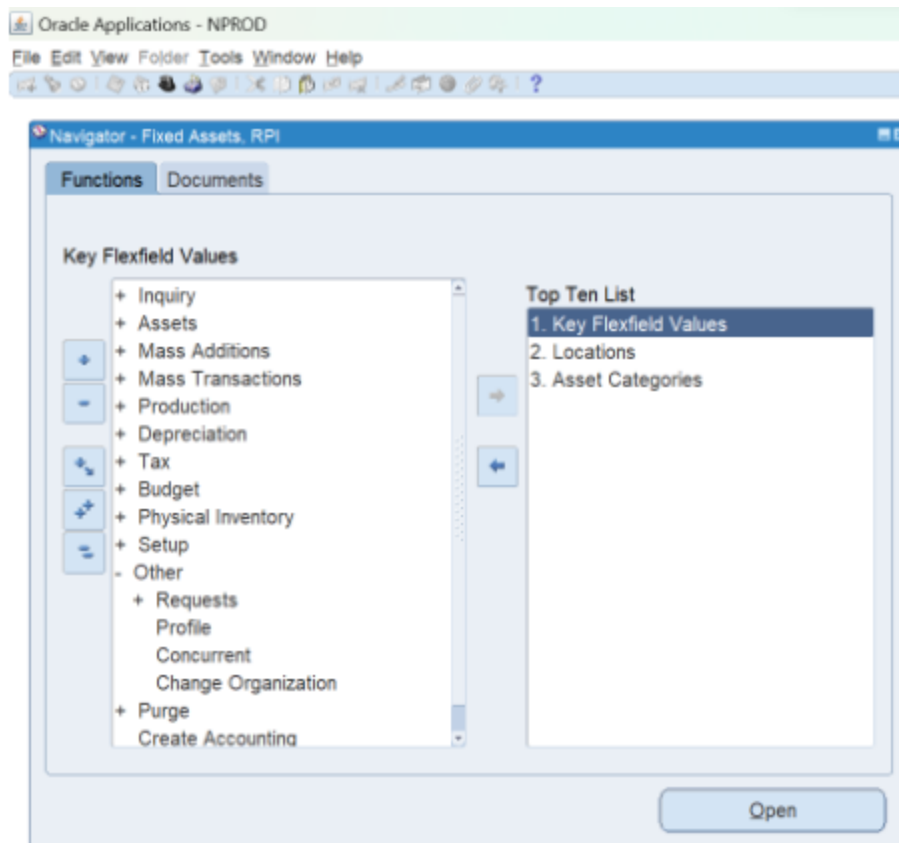 Oracle Applications - NPROD
File Edit View Folder Tools Window Help
?
Navigator - Fixed Assets, RPI
Functions Documents
Key Flexfield Values
+ Inquiry
+ Assets
+ Mass Additions
+ Mass Transactions
+ Production
+ Depreciation
+ Tax
+ Budget
+ Physical Inventory
+ Setup
- Other
+ Requests
Profile
Concurrent
Change Organization
+ Purge
Create Accounting
Top Ten List
1. Key Flexfield Values
2. Locations
3. Asset Categories
Open